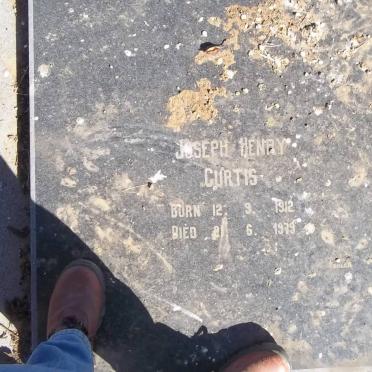 JOSEPH HENRY
CURTIS
BORN 12. 9. 1912
DIED 6. 1979